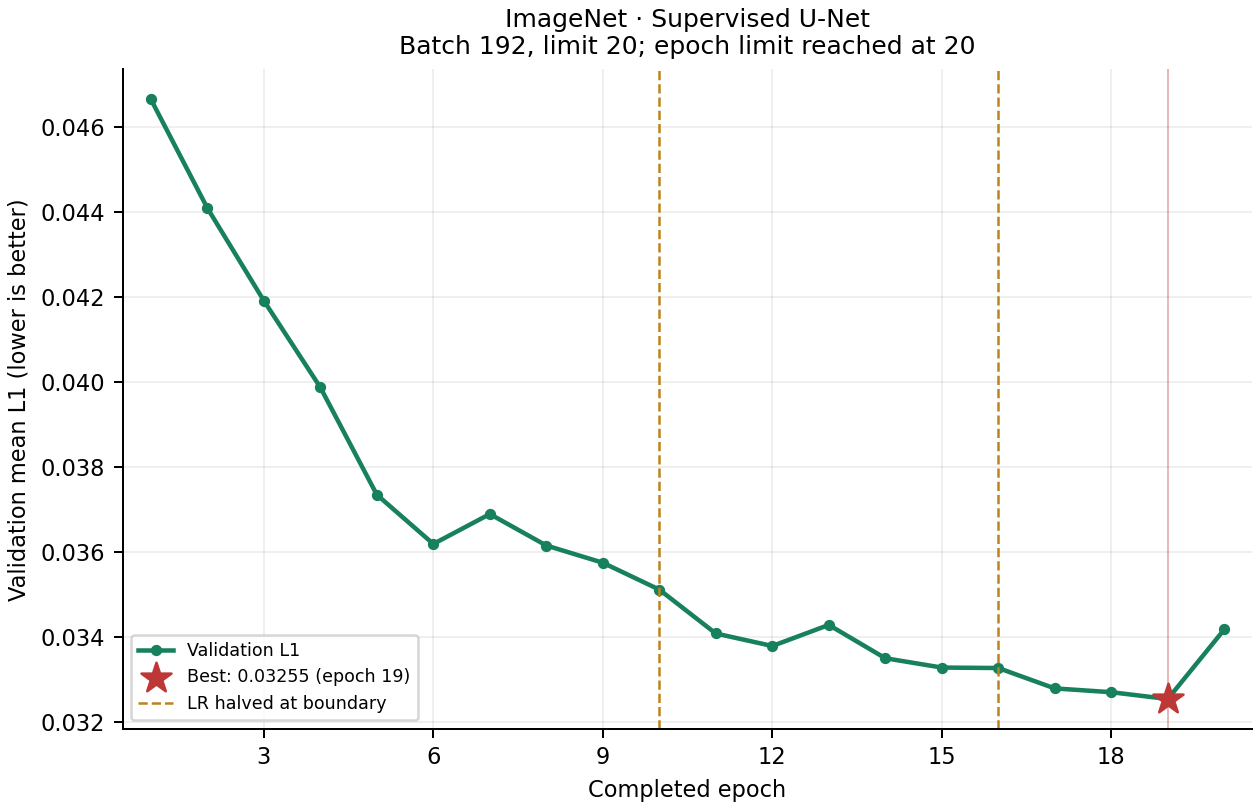 ImageNet · Supervised U-Net
Batch 192, limit 20; epoch limit reached at 20
Validation mean L1 (lower is better)
0.046
0.044
0.042
0.040
0.038
0.036
0.034
0.032
Validation L1
Best: 0.03255 (epoch 19)
LR halved at boundary
3
6
9
12
15
18
Completed epoch